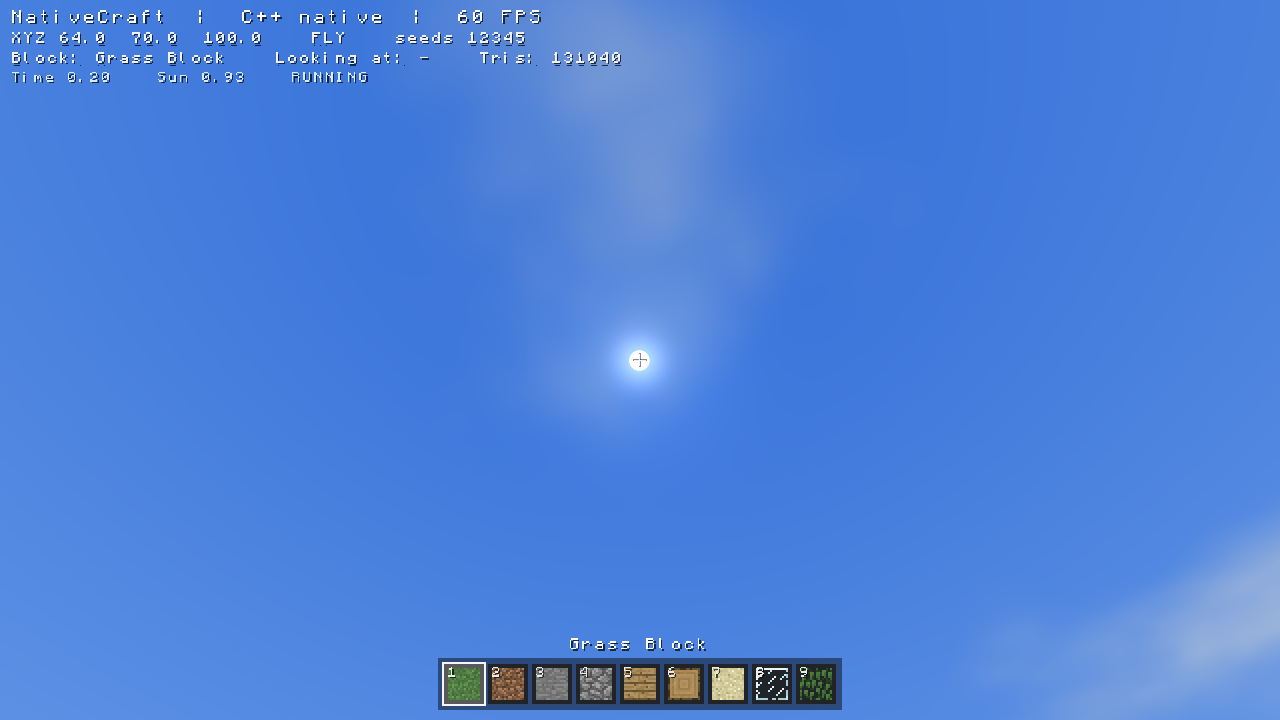 NativeCraft | C++ native | 60 FPS
XYZ 64.0 70.0 100.0 FLY seeds 12345
Block: Grass Block Looking at: - Tris: 131040
Time 0.20 Sun 0.93 RUNNING
Grass Block
1 2 3 4 5 6 7 8 9